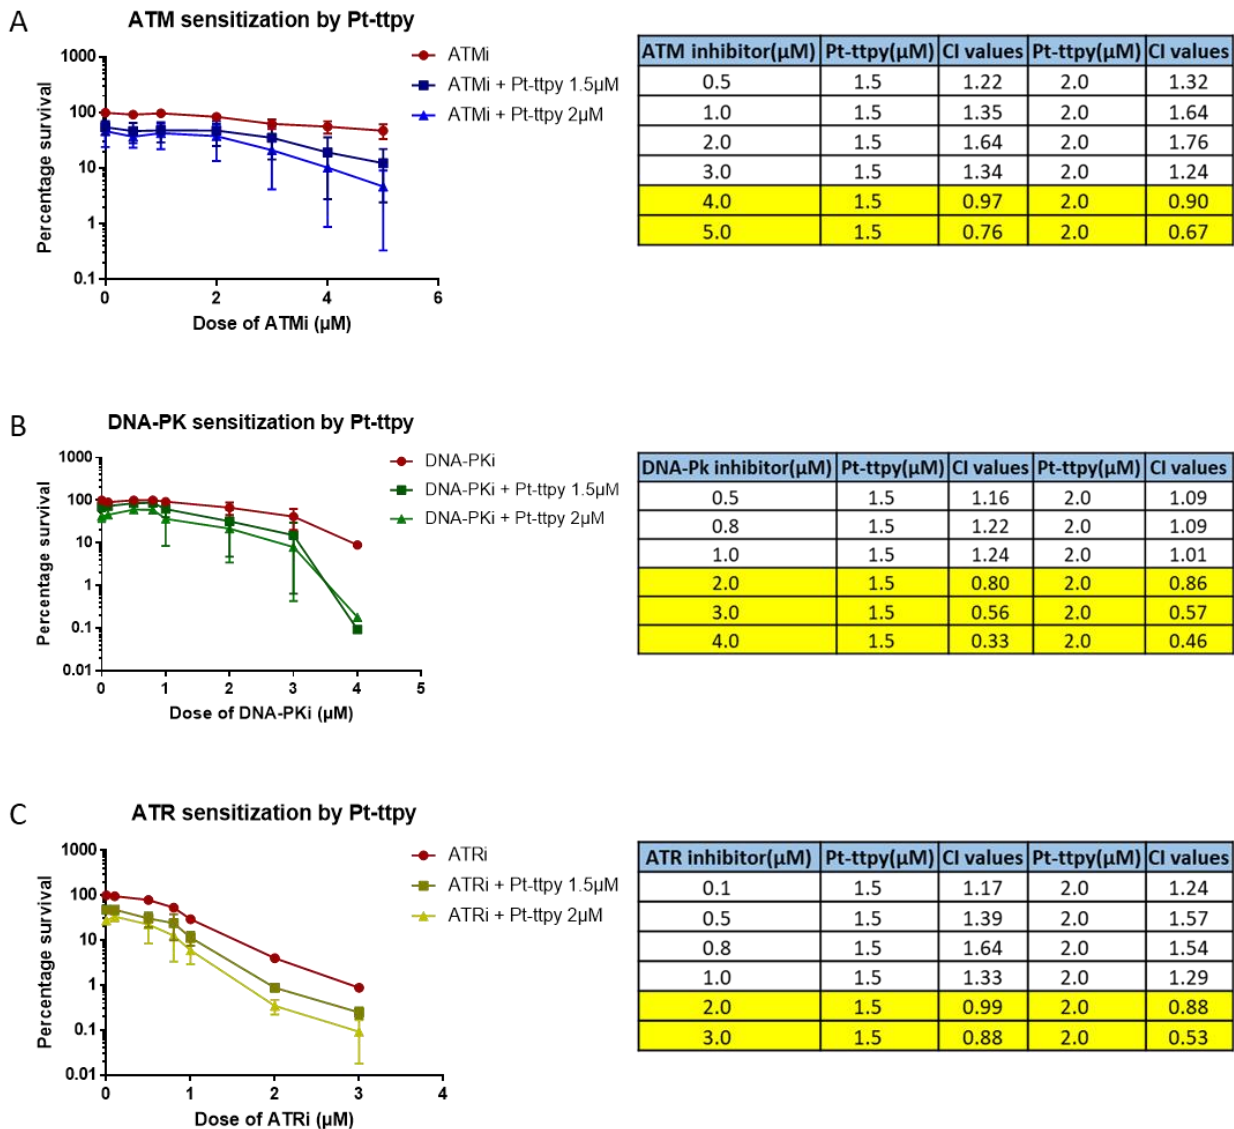 A
ATM sensitization by Pt-ttpy
Percentage survival
1000
100
10
1
0.1
0 2 4 6
Dose of ATMi (µM)
ATMi
ATMi + Pt-ttpy 1.5µM
ATMi + Pt-ttpy 2µM
ATM inhibitor(µM) Pt-ttpy(µM) CI values Pt-ttpy(µM) CI values
0.5 1.5 1.22 2.0 1.32
1.0 1.5 1.35 2.0 1.64
2.0 1.5 1.64 2.0 1.76
3.0 1.5 1.34 2.0 1.24
4.0 1.5 0.97 2.0 0.90
5.0 1.5 0.76 2.0 0.67
B
DNA-PK sensitization by Pt-ttpy
Percentage survival
1000
100
10
1
0.1
0.01
0 1 2 3 4 5
Dose of DNA-PKi (µM)
DNA-PKi
DNA-PKi + Pt-ttpy 1.5µM
DNA-PKi + Pt-ttpy 2µM
DNA-Pk inhibitor(µM) Pt-ttpy(µM) CI values Pt-ttpy(µM) CI values
0.5 1.5 1.16 2.0 1.09
0.8 1.5 1.22 2.0 1.09
1.0 1.5 1.24 2.0 1.01
2.0 1.5 0.80 2.0 0.86
3.0 1.5 0.56 2.0 0.57
4.0 1.5 0.33 2.0 0.46
C
ATR sensitization by Pt-ttpy
Percentage survival
1000
100
10
1
0.1
0.01
0 1 2 3 4
Dose of ATRi (µM)
ATRi
ATRi + Pt-ttpy 1.5µM
ATRi + Pt-ttpy 2µM
ATR inhibitor(µM) Pt-ttpy(µM) CI values Pt-ttpy(µM) CI values
0.1 1.5 1.17 2.0 1.24
0.5 1.5 1.39 2.0 1.57
0.8 1.5 1.64 2.0 1.54
1.0 1.5 1.33 2.0 1.29
2.0 1.5 0.99 2.0 0.88
3.0 1.5 0.88 2.0 0.53